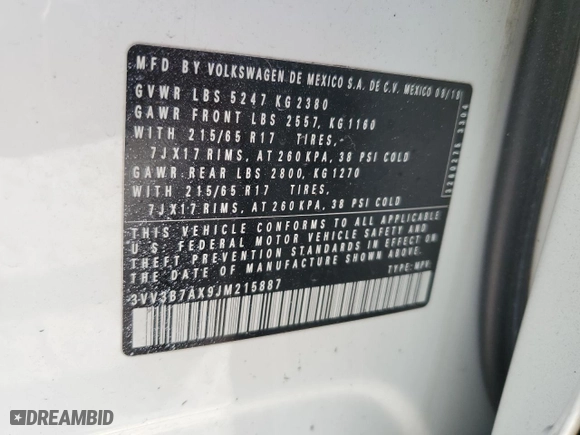 MFD BY VOLKSWAGEN DE MEXICO S.A. DE C.V. MEXICO 06/18
GVWR LBS 5247 KG 2380
GAWR FRONT LBS 2557, KG 1160
WITH 215/65 R17 TIRES,
7JX17 RIMS, AT 260 KPA, 38 PSI COLD
GAWR REAR LBS 2800, KG 1270
WITH 215/65 R17 TIRES,
7JX17 RIMS, AT 260 KPA, 38 PSI COLD
THIS VEHICLE CONFORMS TO ALL APPLICABLE
U.S. FEDERAL MOTOR VEHICLE SAFETY AND
THEFT PREVENTION STANDARDS IN EFFECT ON
THE DATE OF MANUFACTURE SHOWN ABOVE.
3VV3B7AX9JM215887
TYPE: MPV
DREAMBID